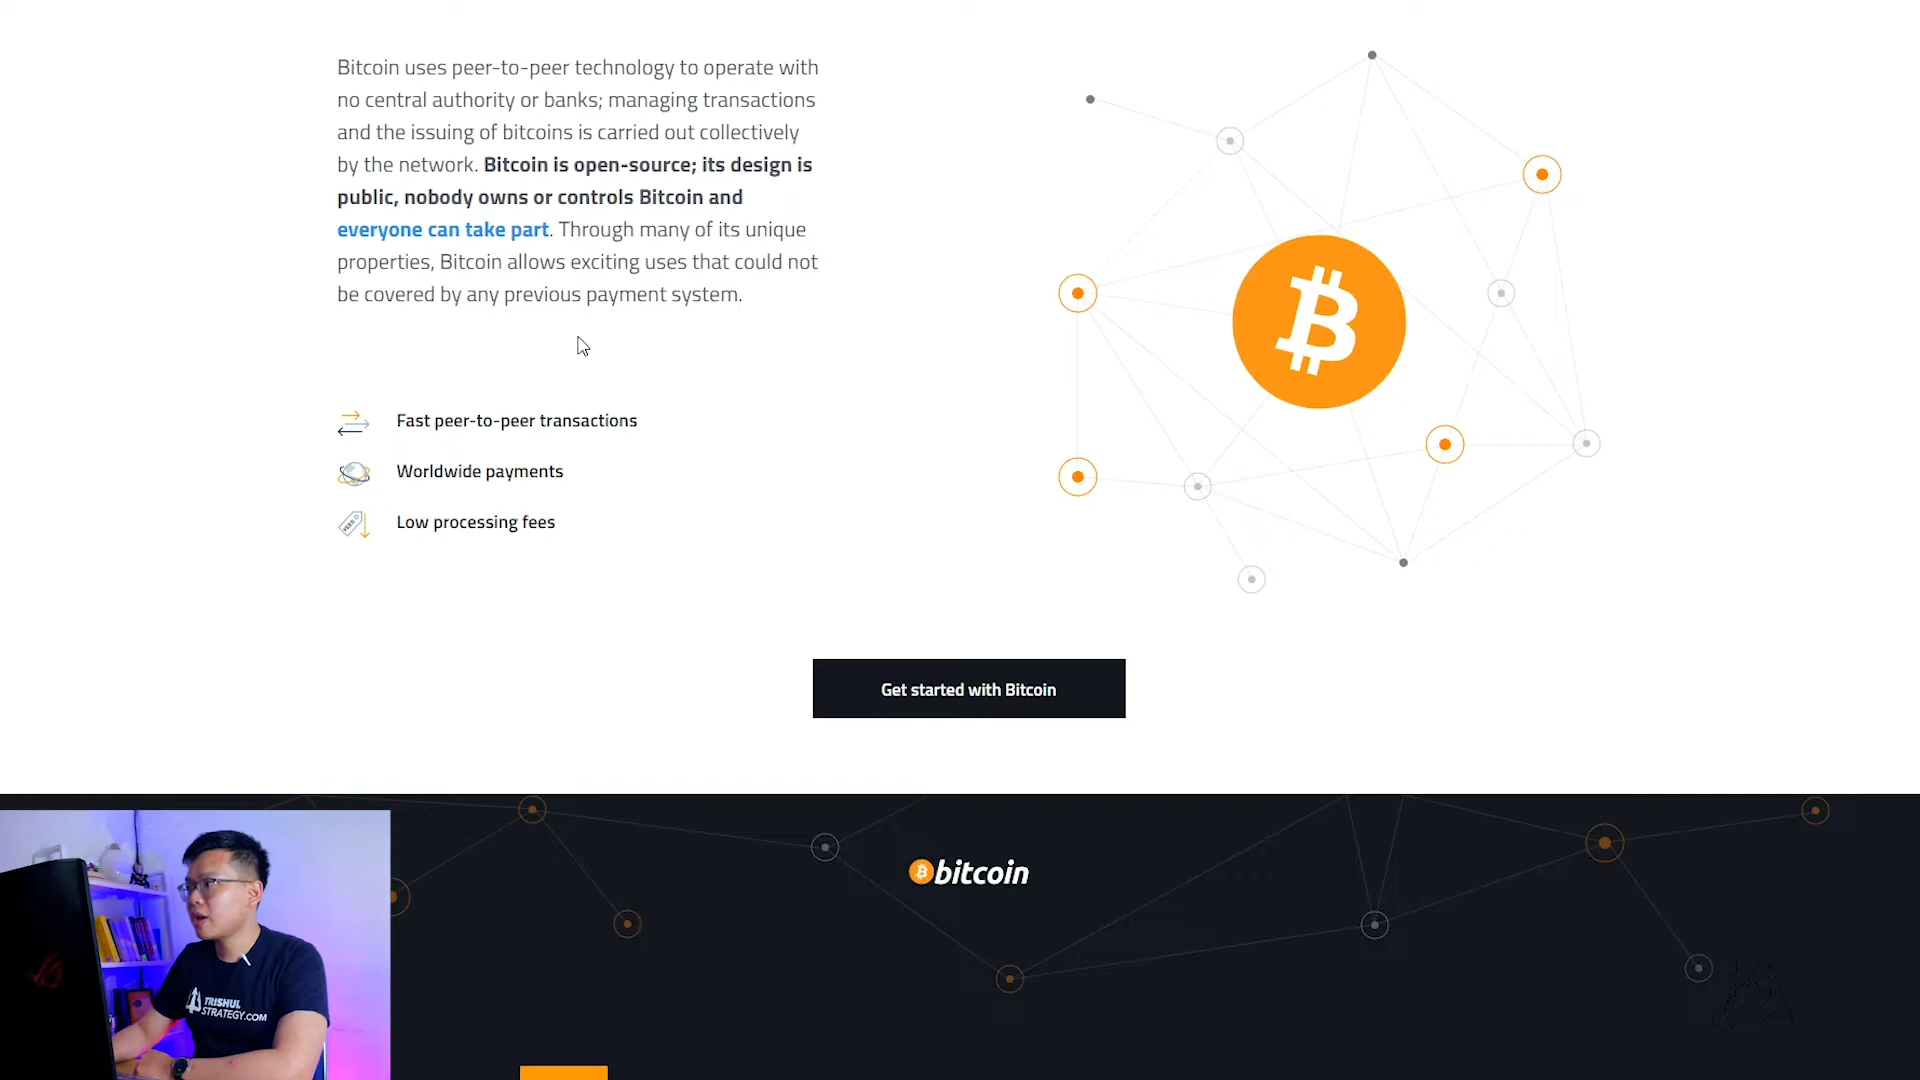 Bitcoin uses peer-to-peer technology to operate with
no central authority or banks; managing transactions
and the issuing of bitcoins is carried out collectively
by the network. Bitcoin is open-source; its design is
public, nobody owns or controls Bitcoin and
everyone can take part. Through many of its unique
properties, Bitcoin allows exciting uses that could not
be covered by any previous payment system.
Fast peer-to-peer transactions
Worldwide payments
FEES
Low processing fees
Get started with Bitcoin
bitcoin
TRISHUL
STRATEGY.COM